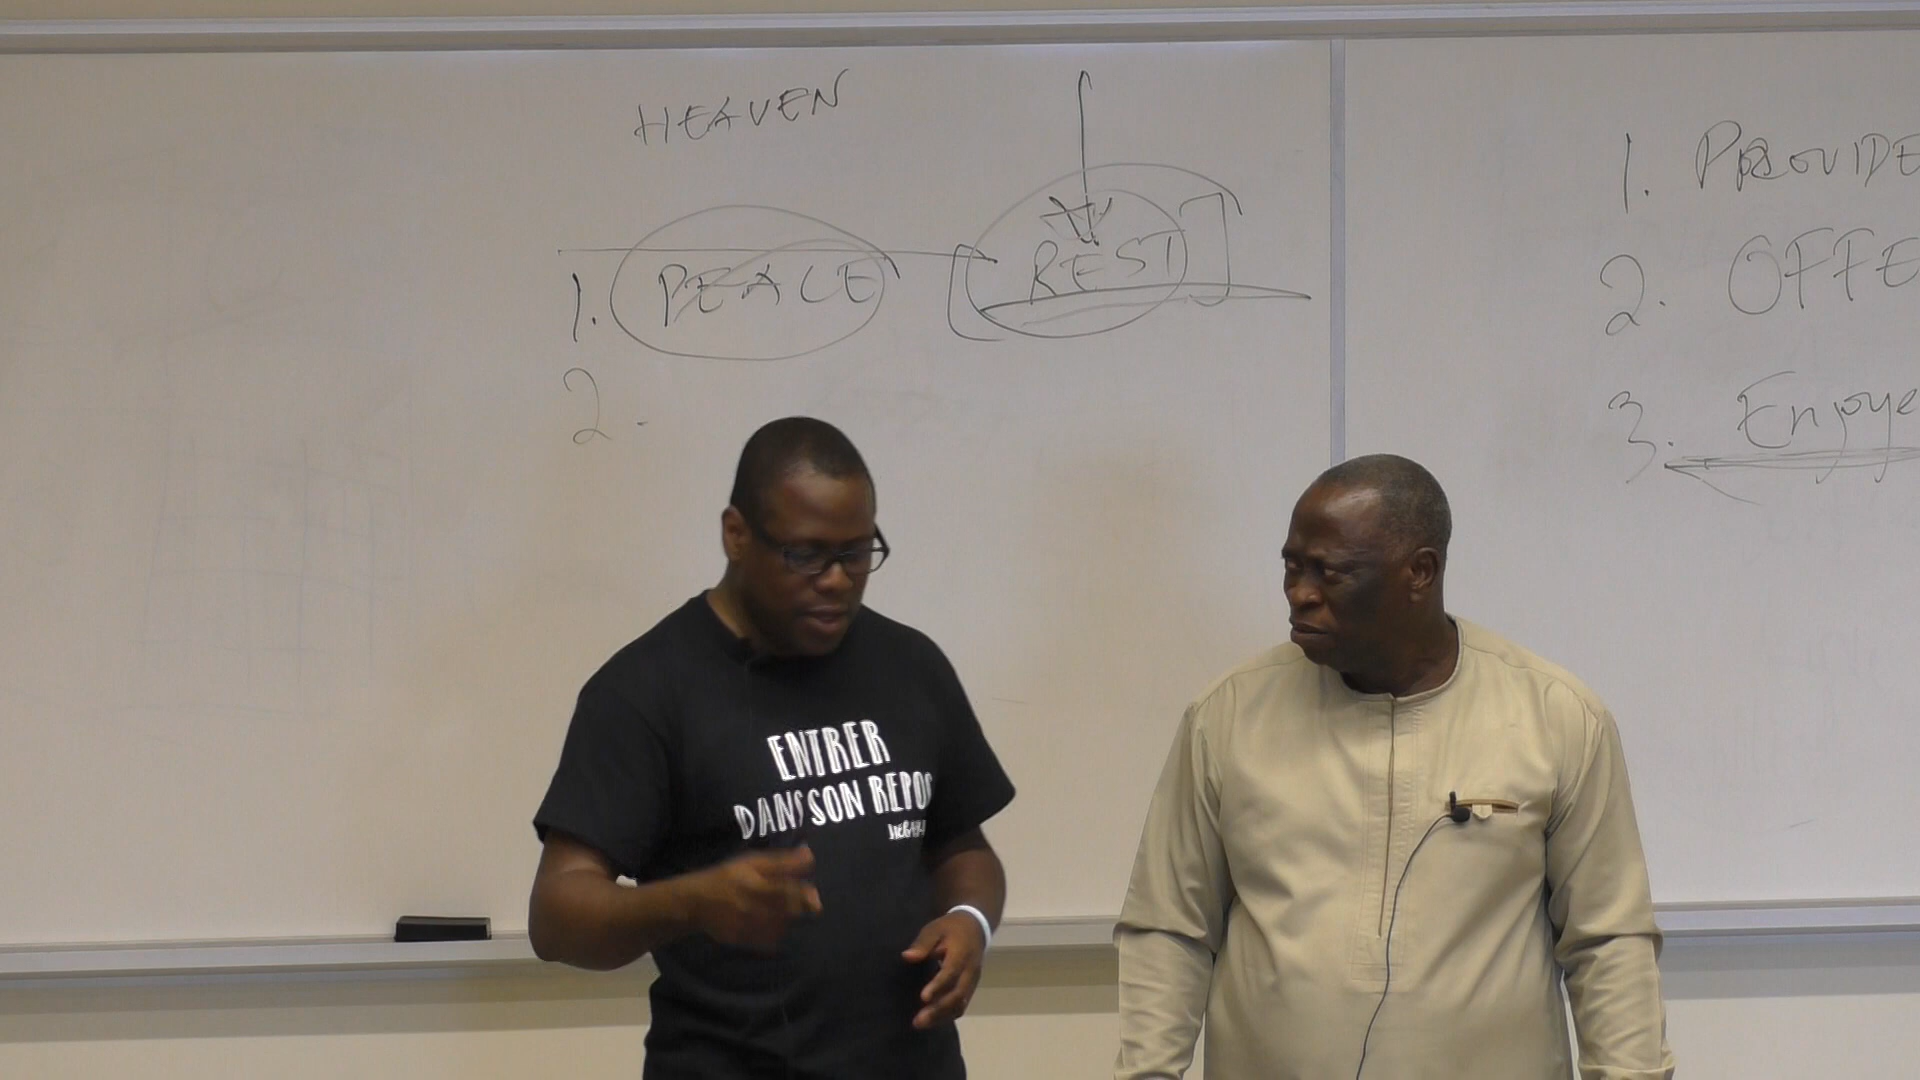 HEAVEN
1. PEACE REST
2.
1. PROVIDE
2. OFFE
3. Enjoye
ENTRER
DANS SON REPOS